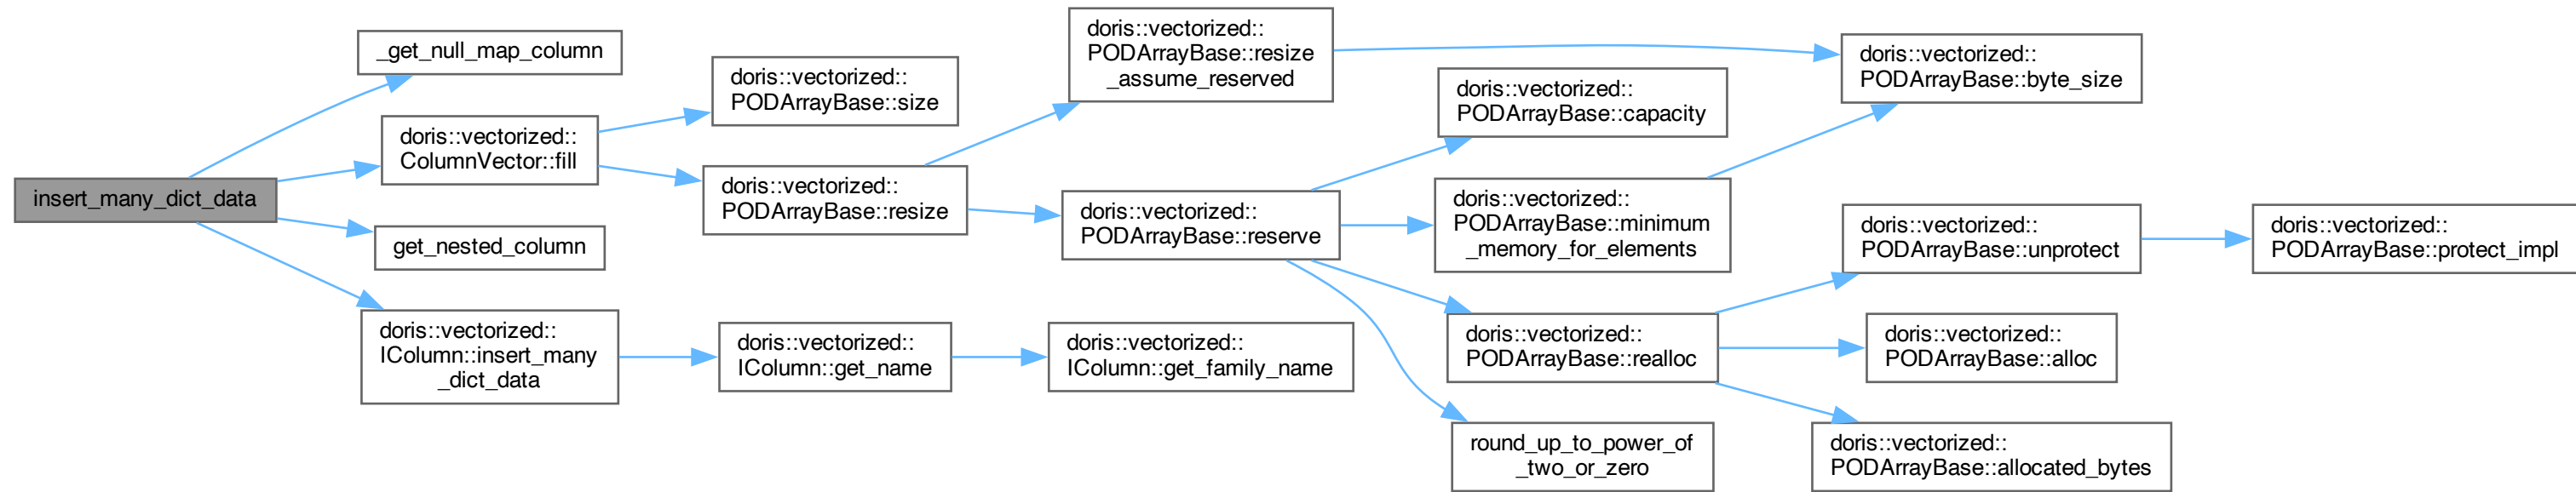 insert_many_dict_data
_get_null_map_column
doris::vectorized::
ColumnVector::fill
get_nested_column
doris::vectorized::
IColumn::insert_many
_dict_data
doris::vectorized::
PODArrayBase::size
doris::vectorized::
PODArrayBase::resize
doris::vectorized::
IColumn::get_name
doris::vectorized::
PODArrayBase::resize
_assume_reserved
doris::vectorized::
PODArrayBase::reserve
doris::vectorized::
IColumn::get_family_name
doris::vectorized::
PODArrayBase::capacity
doris::vectorized::
PODArrayBase::minimum
_memory_for_elements
doris::vectorized::
PODArrayBase::realloc
round_up_to_power_of
_two_or_zero
doris::vectorized::
PODArrayBase::byte_size
doris::vectorized::
PODArrayBase::unprotect
doris::vectorized::
PODArrayBase::alloc
doris::vectorized::
PODArrayBase::allocated_bytes
doris::vectorized::
PODArrayBase::protect_impl